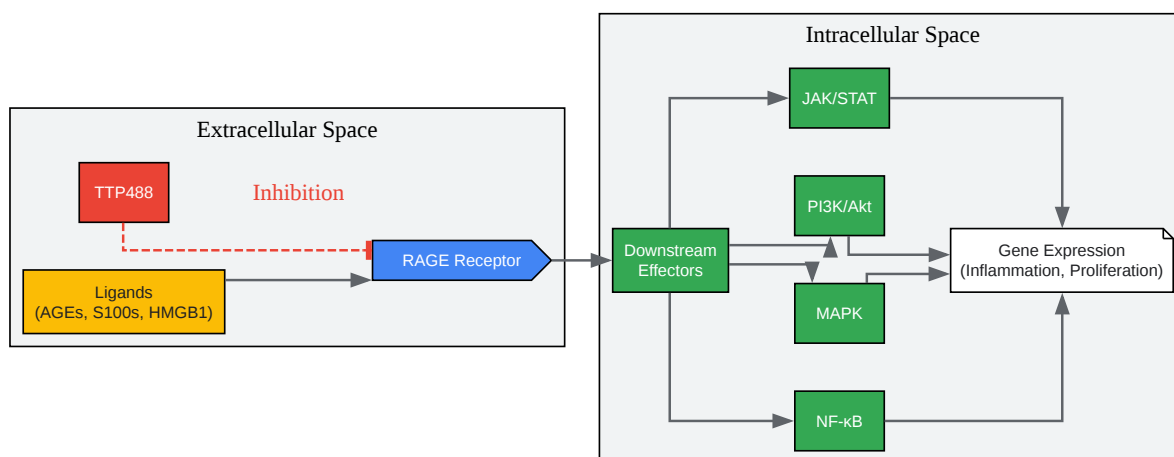 Extracellular Space
TTP488
Inhibition
RAGE Receptor
Ligands
(AGEs, S100s, HMGB1)
Intracellular Space
JAK/STAT
PI3K/Akt
Downstream
Effectors
MAPK
NF-κB
Gene Expression
(Inflammation, Proliferation)